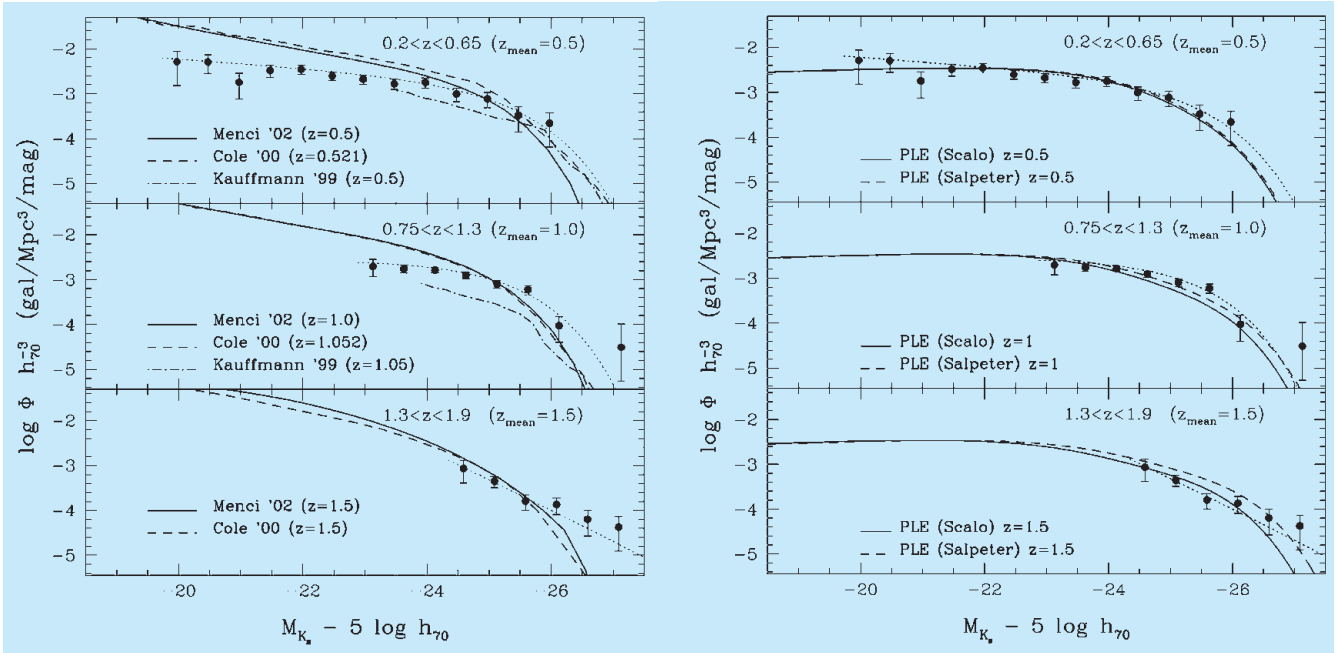 0.2<z<0.65 (z_mean=0.5)
−2
−3
−4
−5
Menci '02 (z=0.5)
Cole '00 (z=0.521)
Kauffmann '99 (z=0.5)
0.75<z<1.3 (z_mean=1.0)
−2
−3
−4
−5
Menci '02 (z=1.0)
Cole '00 (z=1.052)
Kauffmann '99 (z=1.05)
1.3<z<1.9 (z_mean=1.5)
−2
−3
−4
−5
Menci '02 (z=1.5)
Cole '00 (z=1.5)
log Φ h_70^−3 (gal/Mpc^3/mag)
−20
−22
−24
−26
M_Ks − 5 log h_70
0.2<z<0.65 (z_mean=0.5)
−2
−3
−4
−5
PLE (Scalo) z=0.5
PLE (Salpeter) z=0.5
0.75<z<1.3 (z_mean=1.0)
−2
−3
−4
−5
PLE (Scalo) z=1
PLE (Salpeter) z=1
1.3<z<1.9 (z_mean=1.5)
−2
−3
−4
−5
PLE (Scalo) z=1.5
PLE (Salpeter) z=1.5
log Φ h_70^−3 (gal/Mpc^3/mag)
−20
−22
−24
−26
M_Ks − 5 log h_70